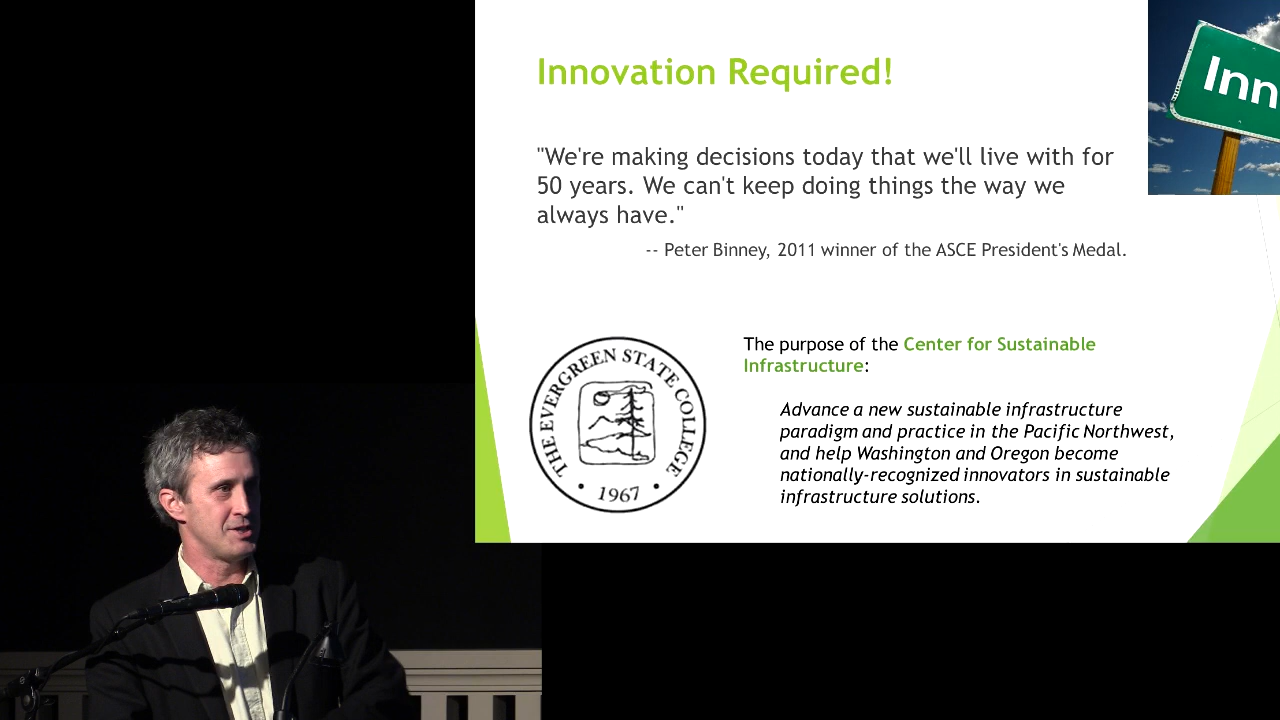 Innovation Required!
Inn
"We're making decisions today that we'll live with for
50 years. We can't keep doing things the way we
always have."
-- Peter Binney, 2011 winner of the ASCE President's Medal.
THE EVERGREEN STATE COLLEGE
• 1967 •
The purpose of the Center for Sustainable
Infrastructure:
Advance a new sustainable infrastructure
paradigm and practice in the Pacific Northwest,
and help Washington and Oregon become
nationally-recognized innovators in sustainable
infrastructure solutions.